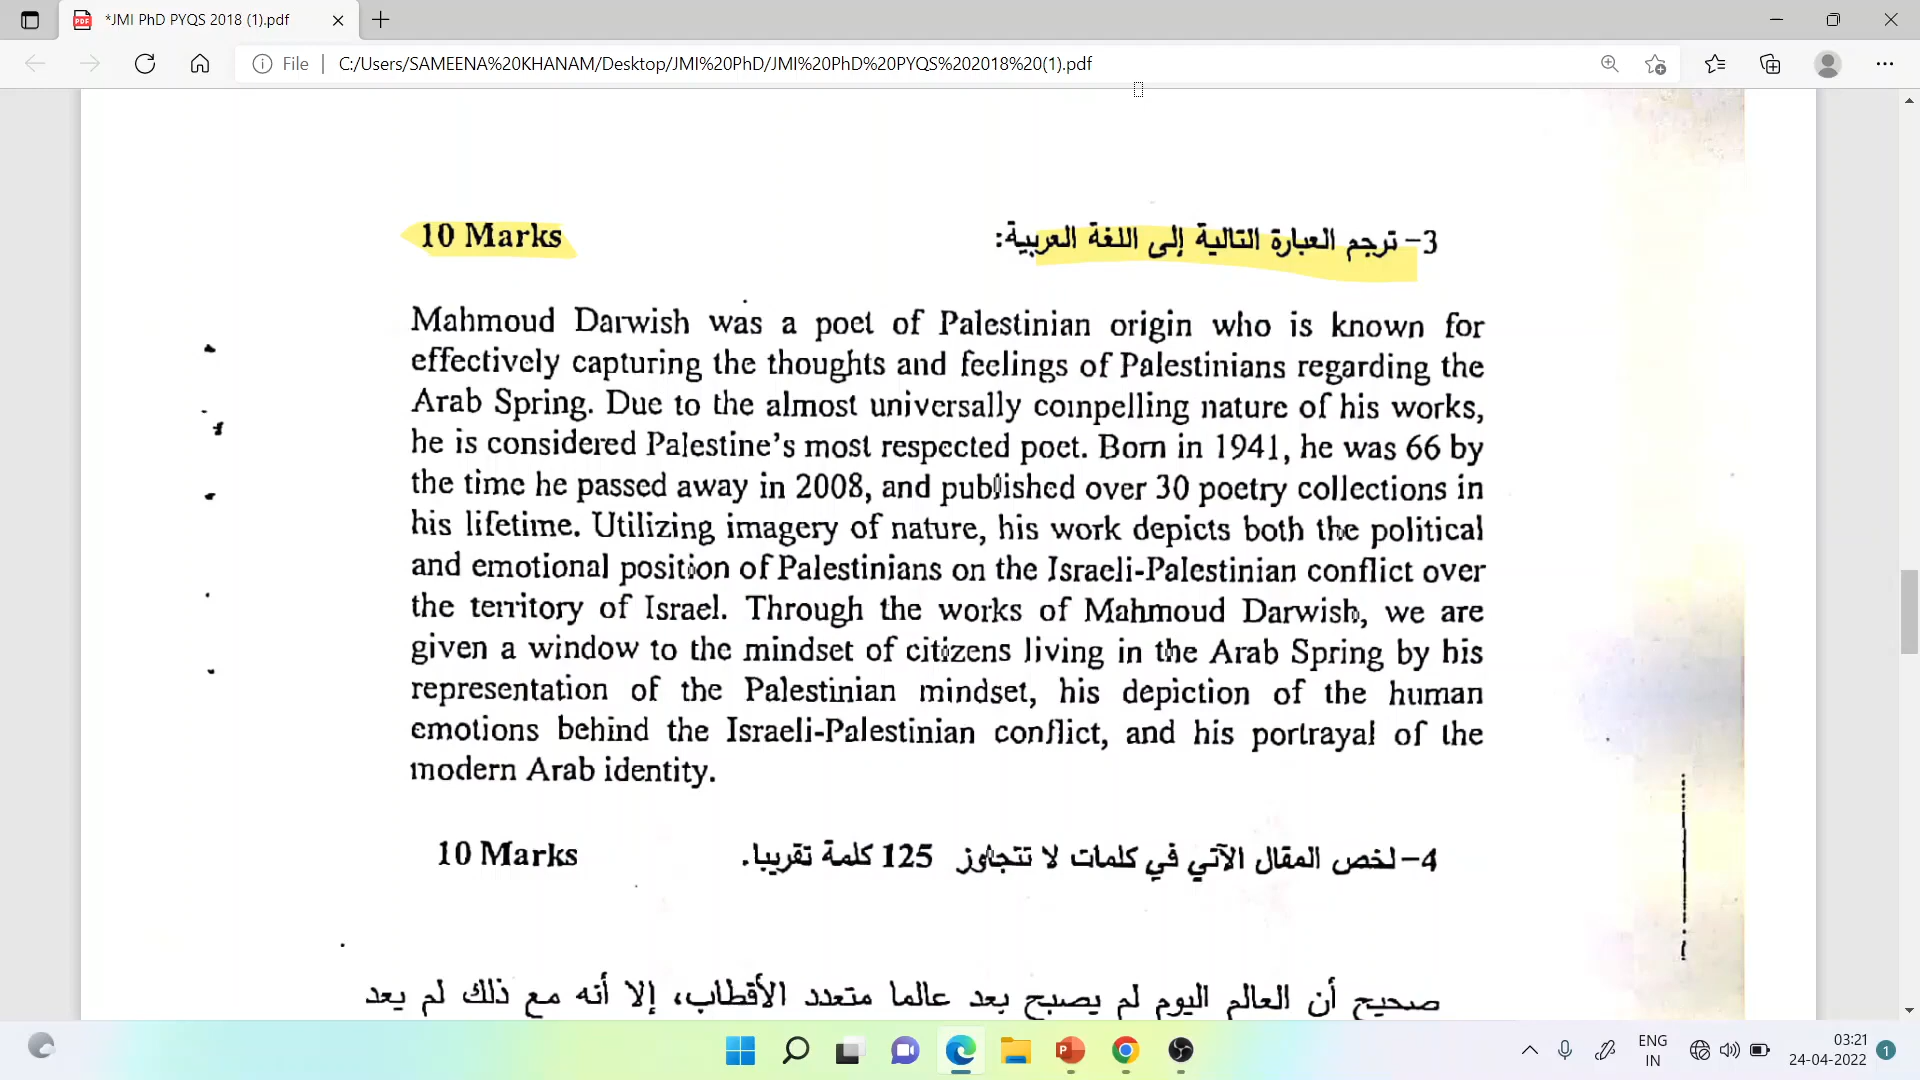 *JMI PhD PYQS 2018 (1).pdf
File
C:/Users/SAMEENA%20KHANAM/Desktop/JMI%20PhD/JMI%20PhD%20PYQS%202018%20(1).pdf
3- ترجم العبارة التالية إلى اللغة العربية:
10 Marks
Mahmoud Darwish was a poet of Palestinian origin who is known for
effectively capturing the thoughts and feelings of Palestinians regarding the
Arab Spring. Due to the almost universally compelling nature of his works,
he is considered Palestine's most respected poet. Born in 1941, he was 66 by
the time he passed away in 2008, and published over 30 poetry collections in
his lifetime. Utilizing imagery of nature, his work depicts both the political
and emotional position of Palestinians on the Israeli-Palestinian conflict over
the territory of Israel. Through the works of Mahmoud Darwish, we are
given a window to the mindset of citizens living in the Arab Spring by his
representation of the Palestinian mindset, his depiction of the human
emotions behind the Israeli-Palestinian conflict, and his portrayal of the
modern Arab identity.
4- لخص المقال الآتي في كلمات لا تتجاوز 125 كلمة تقريبا.
10 Marks
صحيح أن العالم اليوم لم يصبح بعد عالما متعدد الأقطاب، إلا أنه مع ذلك لم يعد
ENG
IN
03:21
24-04-2022
1